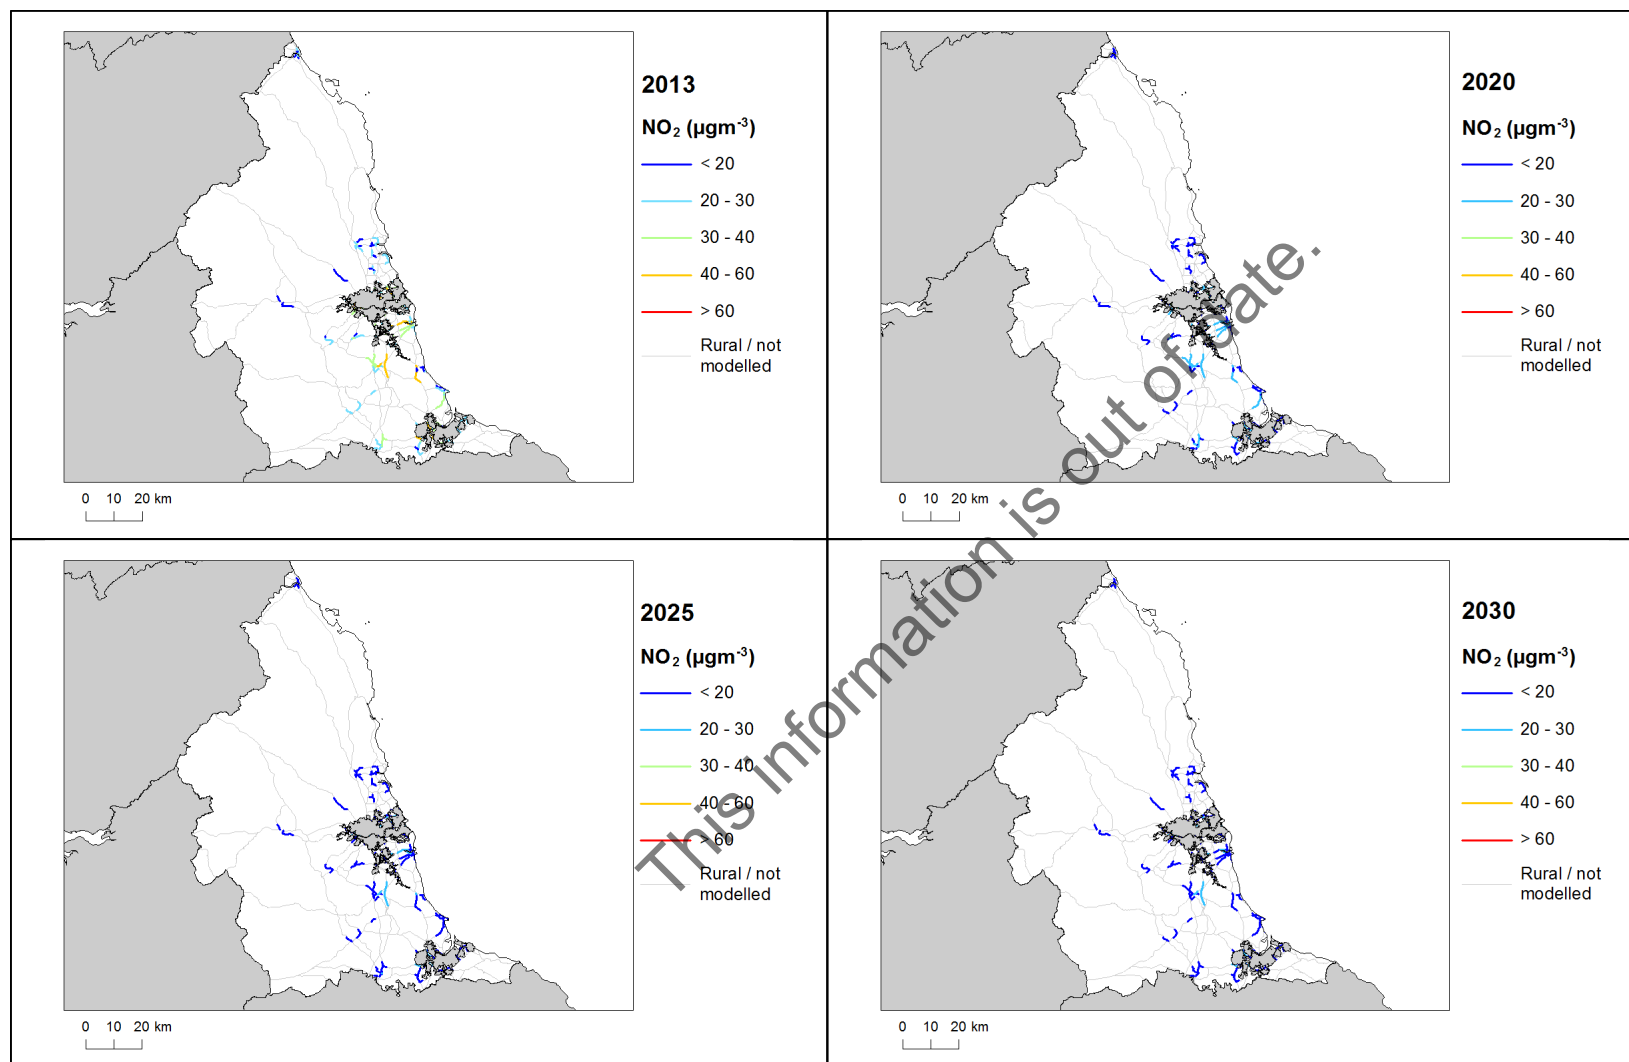 2013
NO₂ (µgm⁻³)
< 20
20 - 30
30 - 40
40 - 60
> 60
Rural / not
modelled
0 10 20 km
2020
NO₂ (µgm⁻³)
< 20
20 - 30
30 - 40
40 - 60
> 60
Rural / not
modelled
0 10 20 km
2025
NO₂ (µgm⁻³)
< 20
20 - 30
30 - 40
40 - 60
> 60
Rural / not
modelled
0 10 20 km
2030
NO₂ (µgm⁻³)
< 20
20 - 30
30 - 40
40 - 60
> 60
Rural / not
modelled
0 10 20 km
This information is out of date.